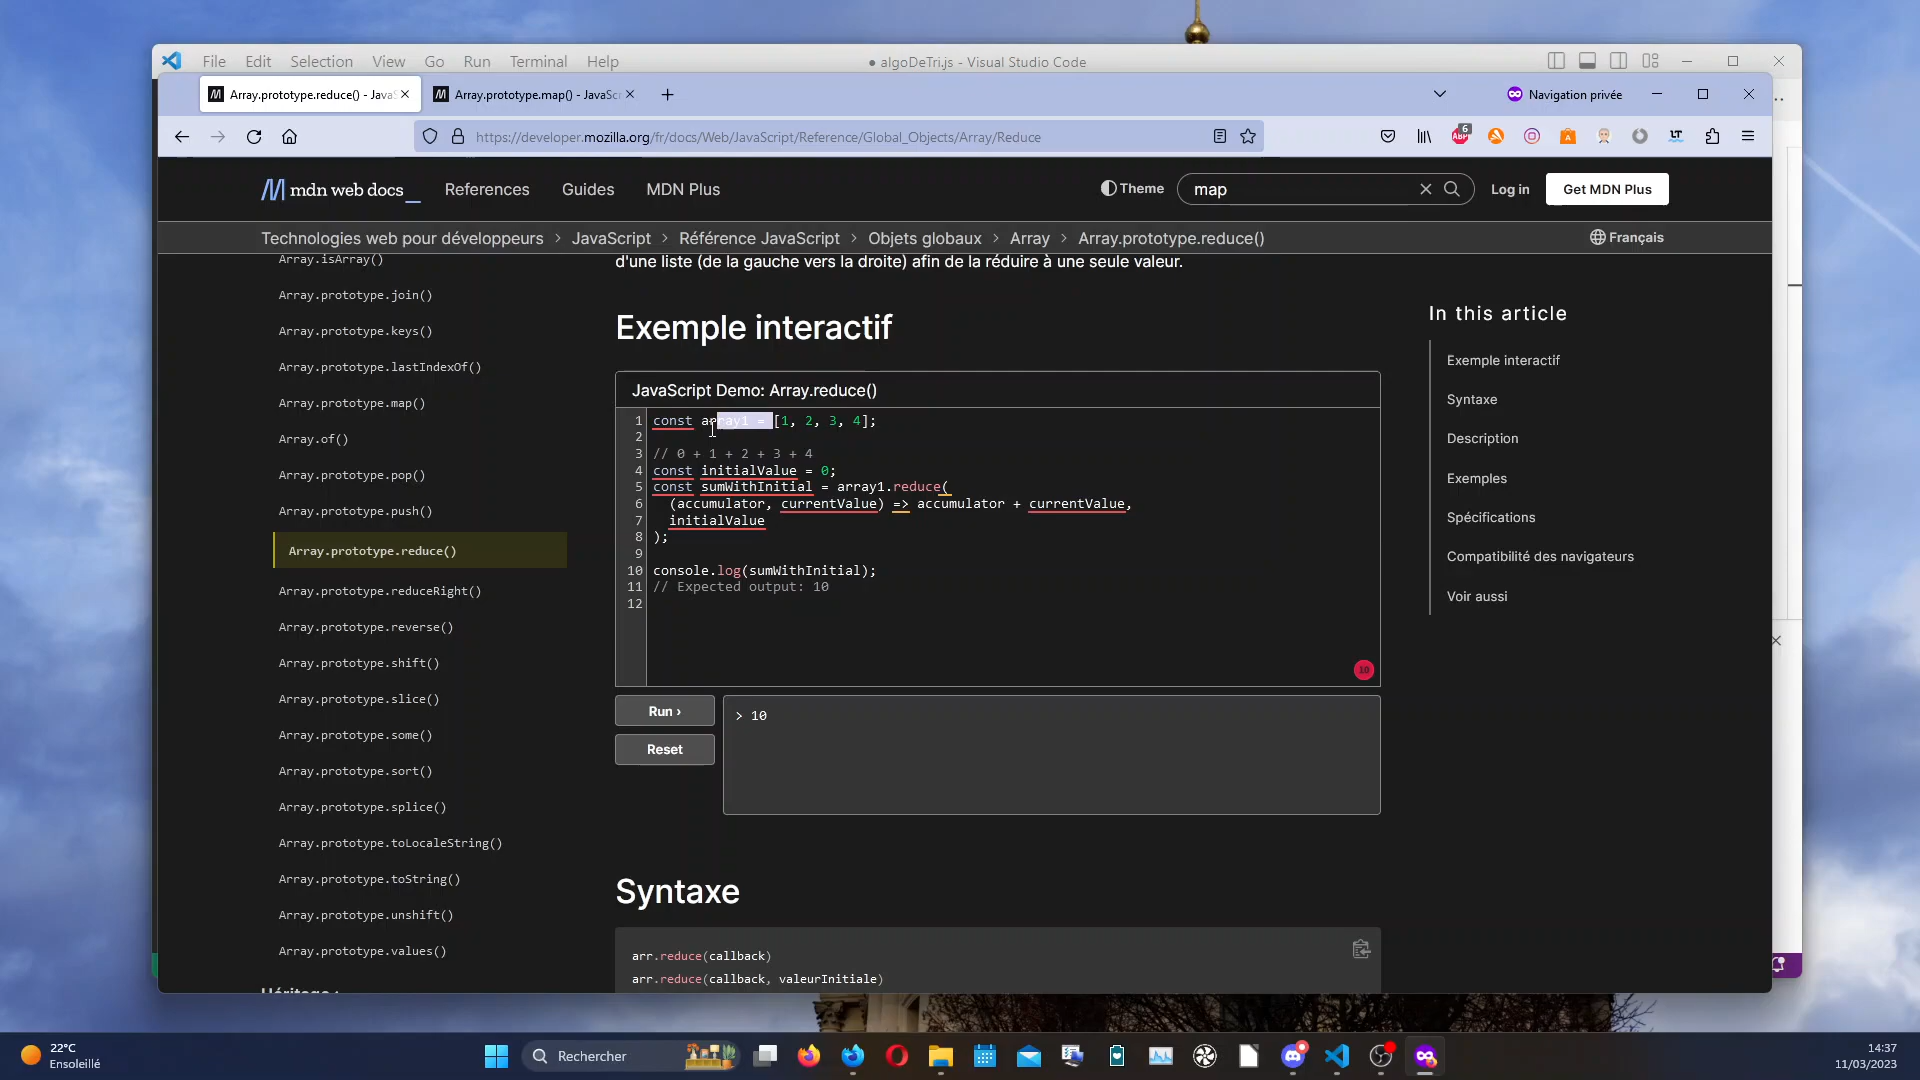 File Edit Selection View Go Run Terminal Help
● algoDeTri.js - Visual Studio Code
Array.prototype.reduce() - Java
Array.prototype.map() - JavaSc
Navigation privée
https://developer.mozilla.org/fr/docs/Web/JavaScript/Reference/Global_Objects/Array/Reduce
ABP 6
LT
mdn web docs_
References
Guides
MDN Plus
Theme
map
Log in
Get MDN Plus
Technologies web pour développeurs > JavaScript > Référence JavaScript > Objets globaux > Array > Array.prototype.reduce()
Français
Array.isArray()
Array.prototype.join()
Array.prototype.keys()
Array.prototype.lastIndexOf()
Array.prototype.map()
Array.of()
Array.prototype.pop()
Array.prototype.push()
Array.prototype.reduce()
Array.prototype.reduceRight()
Array.prototype.reverse()
Array.prototype.shift()
Array.prototype.slice()
Array.prototype.some()
Array.prototype.sort()
Array.prototype.splice()
Array.prototype.toLocaleString()
Array.prototype.toString()
Array.prototype.unshift()
Array.prototype.values()
Héritage :
d'une liste (de la gauche vers la droite) afin de la réduire à une seule valeur.
Exemple interactif
JavaScript Demo: Array.reduce()
1 const array1 = [1, 2, 3, 4];
2
3 // 0 + 1 + 2 + 3 + 4
4 const initialValue = 0;
5 const sumWithInitial = array1.reduce(
6 (accumulator, currentValue) => accumulator + currentValue,
7 initialValue
8 );
9
10 console.log(sumWithInitial);
11 // Expected output: 10
12
10
Run ›
Reset
> 10
Syntaxe
arr.reduce(callback)
arr.reduce(callback, valeurInitiale)
In this article
Exemple interactif
Syntaxe
Description
Exemples
Spécifications
Compatibilité des navigateurs
Voir aussi
22°C
Ensoleillé
Rechercher
14:37
11/03/2023